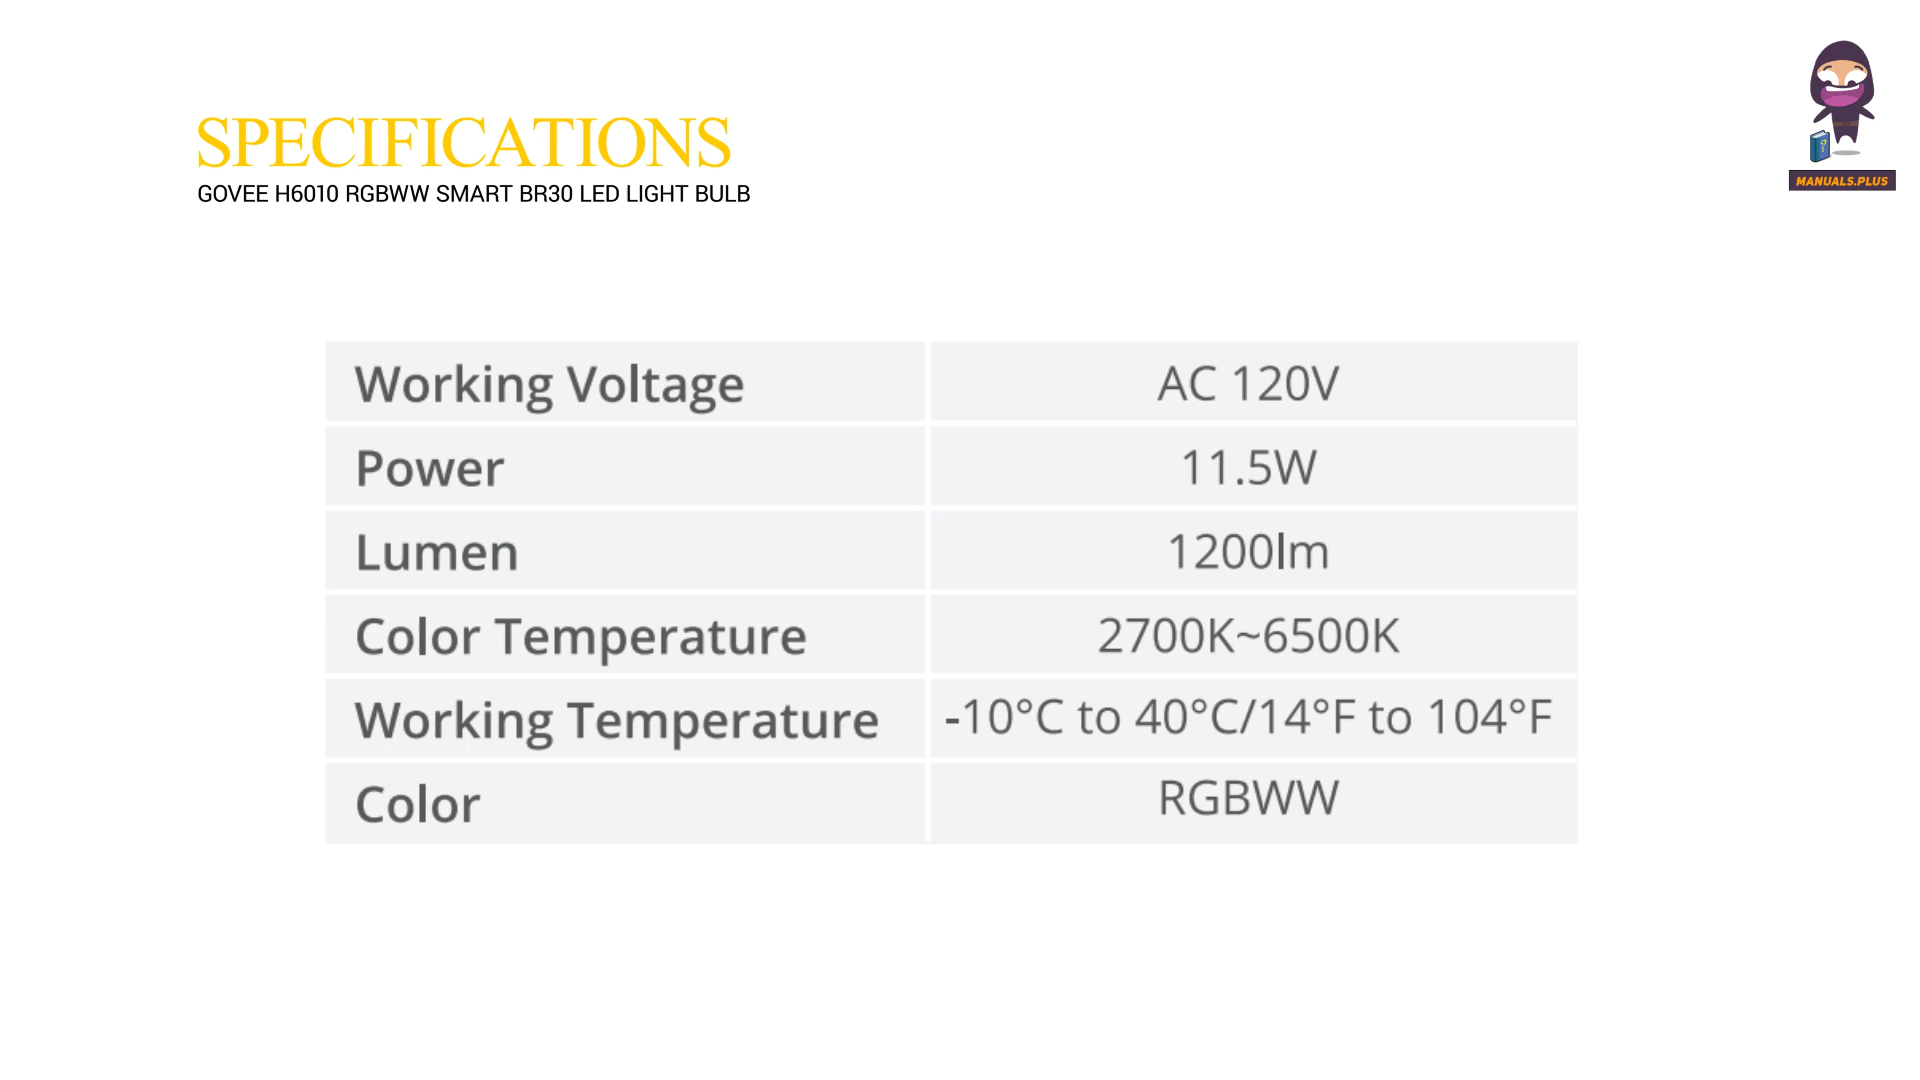 SPECIFICATIONS
GOVEE H6010 RGBWW SMART BR30 LED LIGHT BULB
?
MANUALS.PLUS
Working Voltage AC 120V
Power 11.5W
Lumen 1200lm
Color Temperature 2700K~6500K
Working Temperature -10°C to 40°C/14°F to 104°F
Color RGBWW